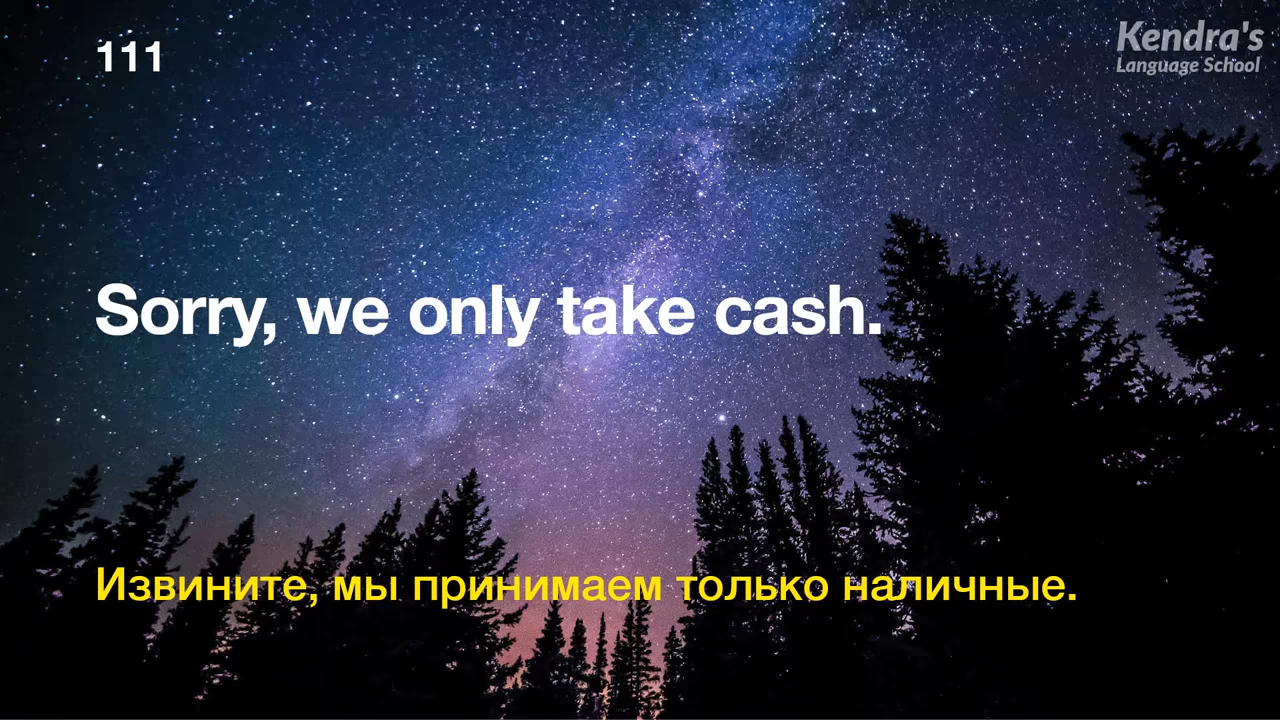 111
Kendra's
Language School
Sorry, we only take cash.
Извините, мы принимаем только наличные.